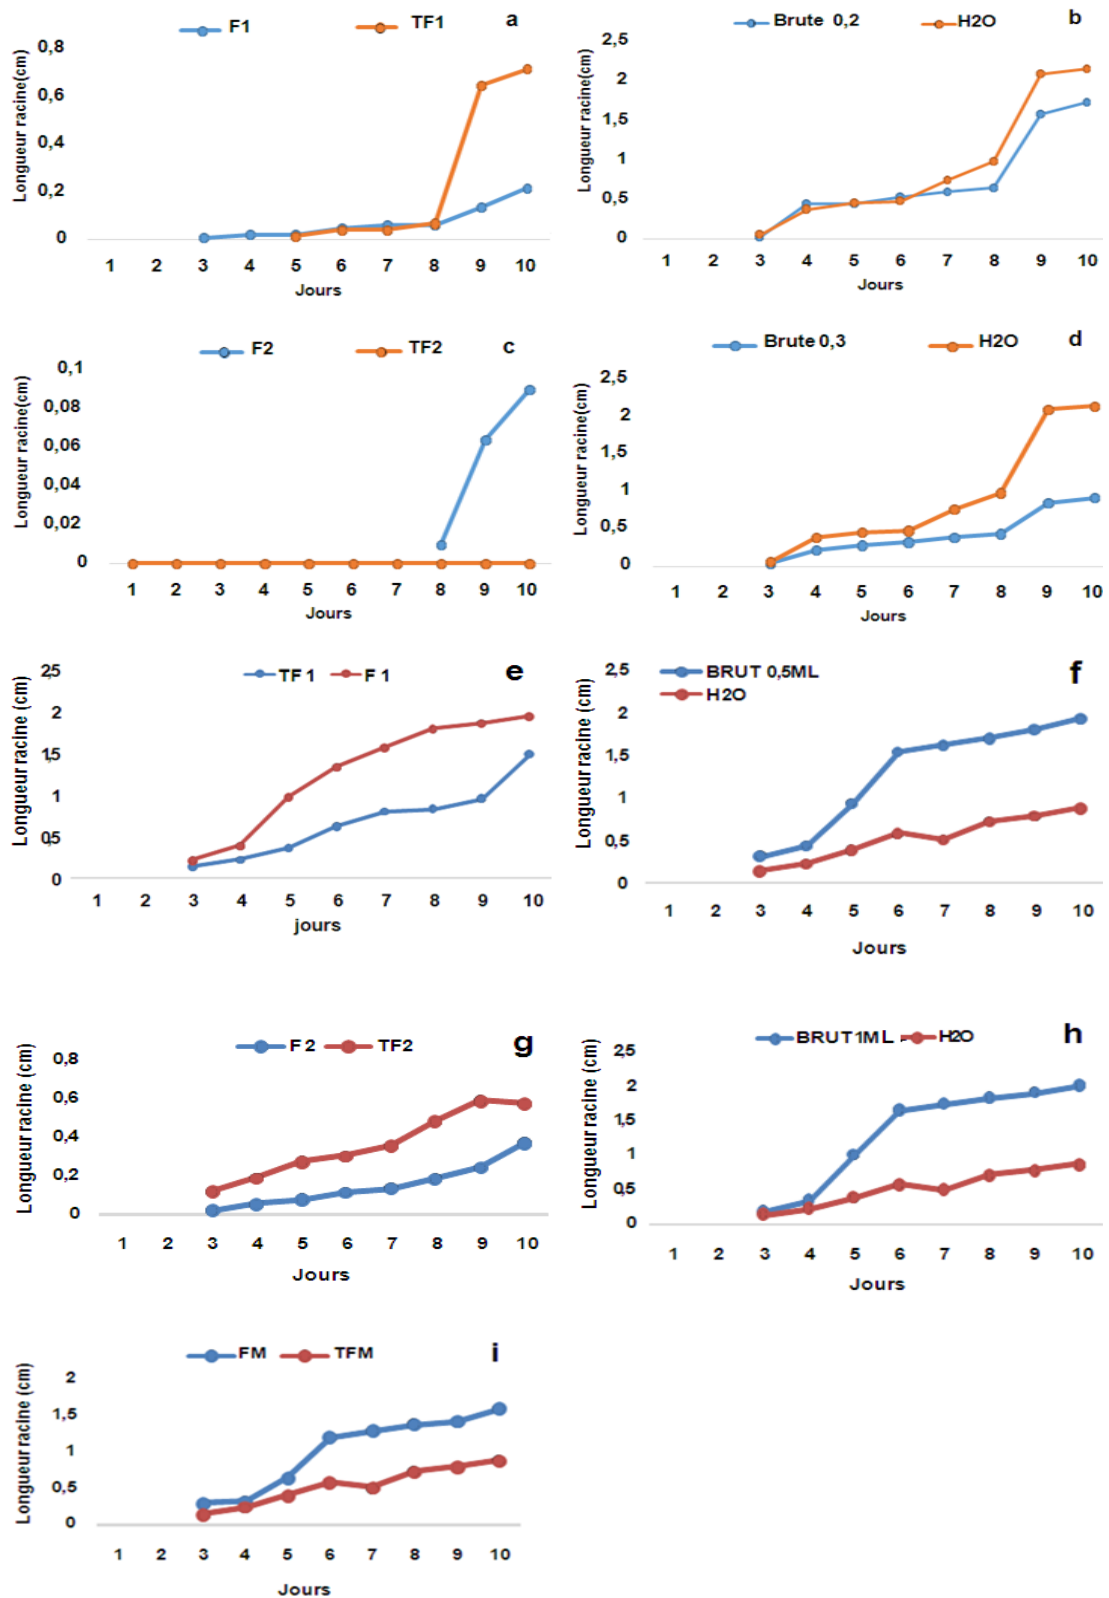 F1 TF1 a
Longueur racine(cm)
0,8
0,6
0,4
0,2
0
1 2 3 4 5 6 7 8 9 10
Jours
Brute 0,2 H2O b
Longueur racine(cm)
2,5
2
1,5
1
0,5
0
1 2 3 4 5 6 7 8 9 10
Jours
F2 TF2 c
Longueur racine(cm)
0,1
0,08
0,06
0,04
0,02
0
1 2 3 4 5 6 7 8 9 10
Jours
Brute 0,3 H2O d
Longueur racine(cm)
2,5
2
1,5
1
0,5
0
1 2 3 4 5 6 7 8 9 10
Jours
TF 1 F 1 e
Longueur racine (cm)
2,5
2
1,5
1
0,5
0
1 2 3 4 5 6 7 8 9 10
jours
BRUT 0,5ML f
H2O
Longueur racine (cm)
2,5
2
1,5
1
0,5
0
1 2 3 4 5 6 7 8 9 10
Jours
F 2 TF2 g
Longueur racine (cm)
0,8
0,6
0,4
0,2
0
1 2 3 4 5 6 7 8 9 10
Jours
BRUT 1ML H2O h
Longueur racine (cm)
2,5
2
1,5
1
0,5
0
1 2 3 4 5 6 7 8 9 10
Jours
FM TFM i
Longueur racine (cm)
2
1,5
1
0,5
0
1 2 3 4 5 6 7 8 9 10
Jours